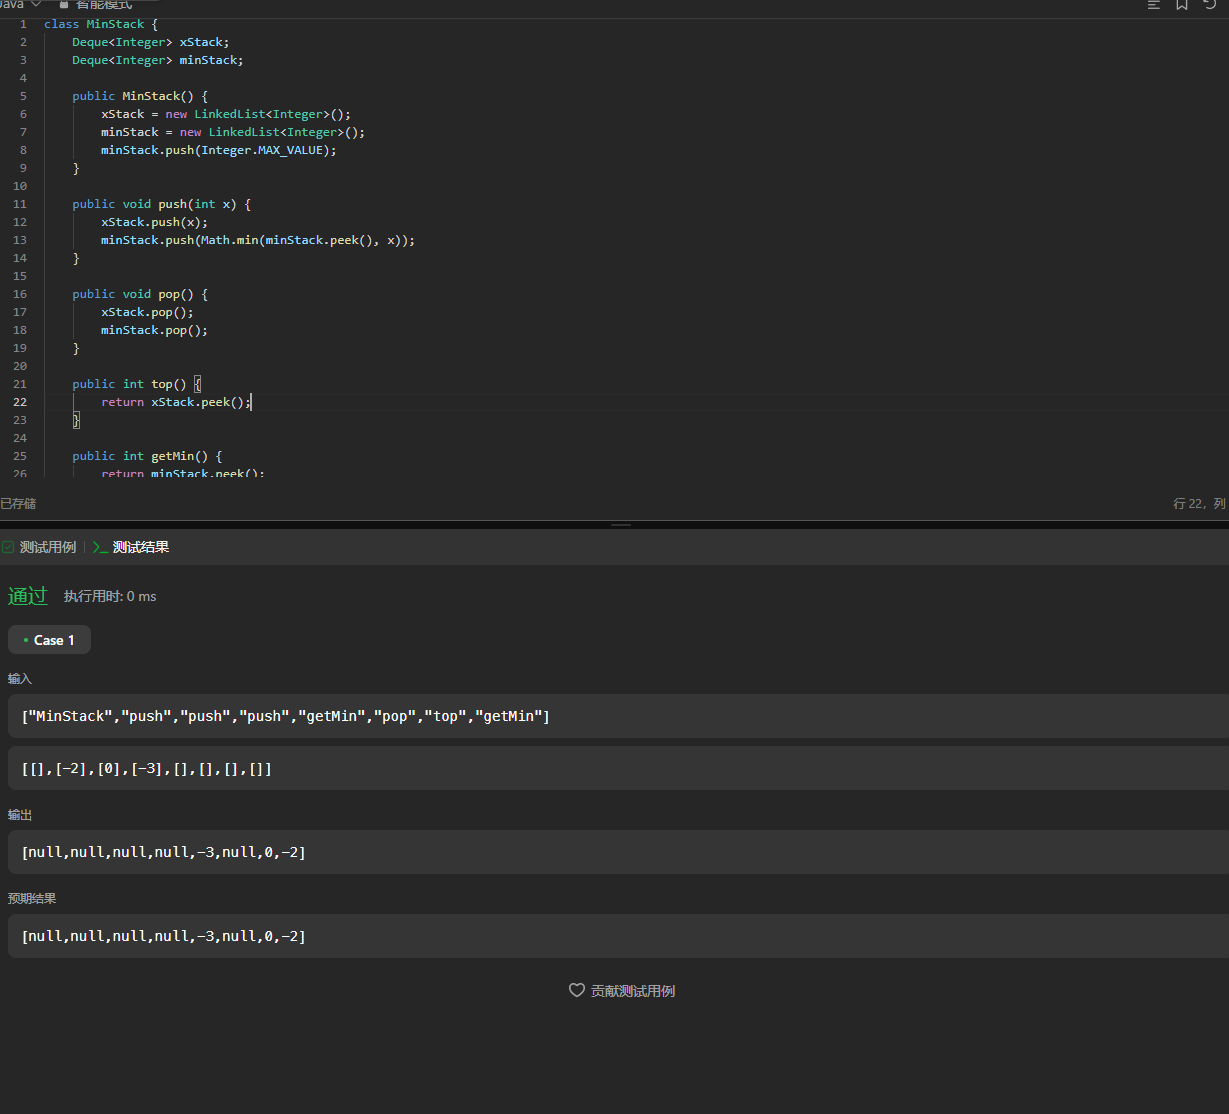 Java 智能模式
1 class MinStack {
2 Deque<Integer> xStack;
3 Deque<Integer> minStack;
4
5 public MinStack() {
6 xStack = new LinkedList<Integer>();
7 minStack = new LinkedList<Integer>();
8 minStack.push(Integer.MAX_VALUE);
9 }
10
11 public void push(int x) {
12 xStack.push(x);
13 minStack.push(Math.min(minStack.peek(), x));
14 }
15
16 public void pop() {
17 xStack.pop();
18 minStack.pop();
19 }
20
21 public int top() {
22 return xStack.peek();
23 }
24
25 public int getMin() {
26 return minStack.peek();
已存储 行 22, 列
测试用例 | >_ 测试结果
通过 执行用时: 0 ms
• Case 1
输入
["MinStack","push","push","push","getMin","pop","top","getMin"]
[[],[-2],[0],[-3],[],[],[],[]]
输出
[null,null,null,null,-3,null,0,-2]
预期结果
[null,null,null,null,-3,null,0,-2]
贡献测试用例